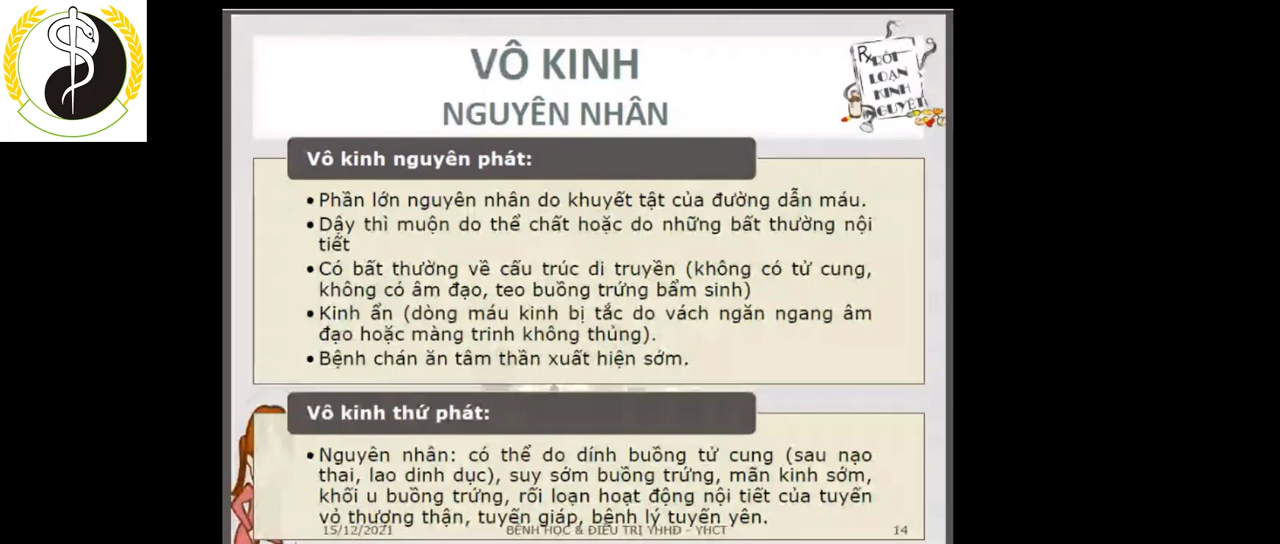 VÔ KINH
NGUYÊN NHÂN
Rx RỐI
LOẠN
KINH
NGUYỆT
Vô kinh nguyên phát:
•Phần lớn nguyên nhân do khuyết tật của đường dẫn máu.
•Dậy thì muộn do thể chất hoặc do những bất thường nội
tiết
•Có bất thường về cấu trúc di truyền (không có tử cung,
không có âm đạo, teo buồng trứng bẩm sinh)
•Kinh ẩn (dòng máu kinh bị tắc do vách ngăn ngang âm
đạo hoặc màng trinh không thủng).
•Bệnh chán ăn tâm thần xuất hiện sớm.
Vô kinh thứ phát:
•Nguyên nhân: có thể do dính buồng tử cung (sau nạo
thai, lao dinh dục), suy sớm buồng trứng, mãn kinh sớm,
khối u buồng trứng, rối loạn hoạt động nội tiết của tuyến
vỏ thượng thận, tuyến giáp, bệnh lý tuyến yên.
15/12/2021 BỆNH HỌC & ĐIỀU TRỊ YHHĐ - YHCT 14